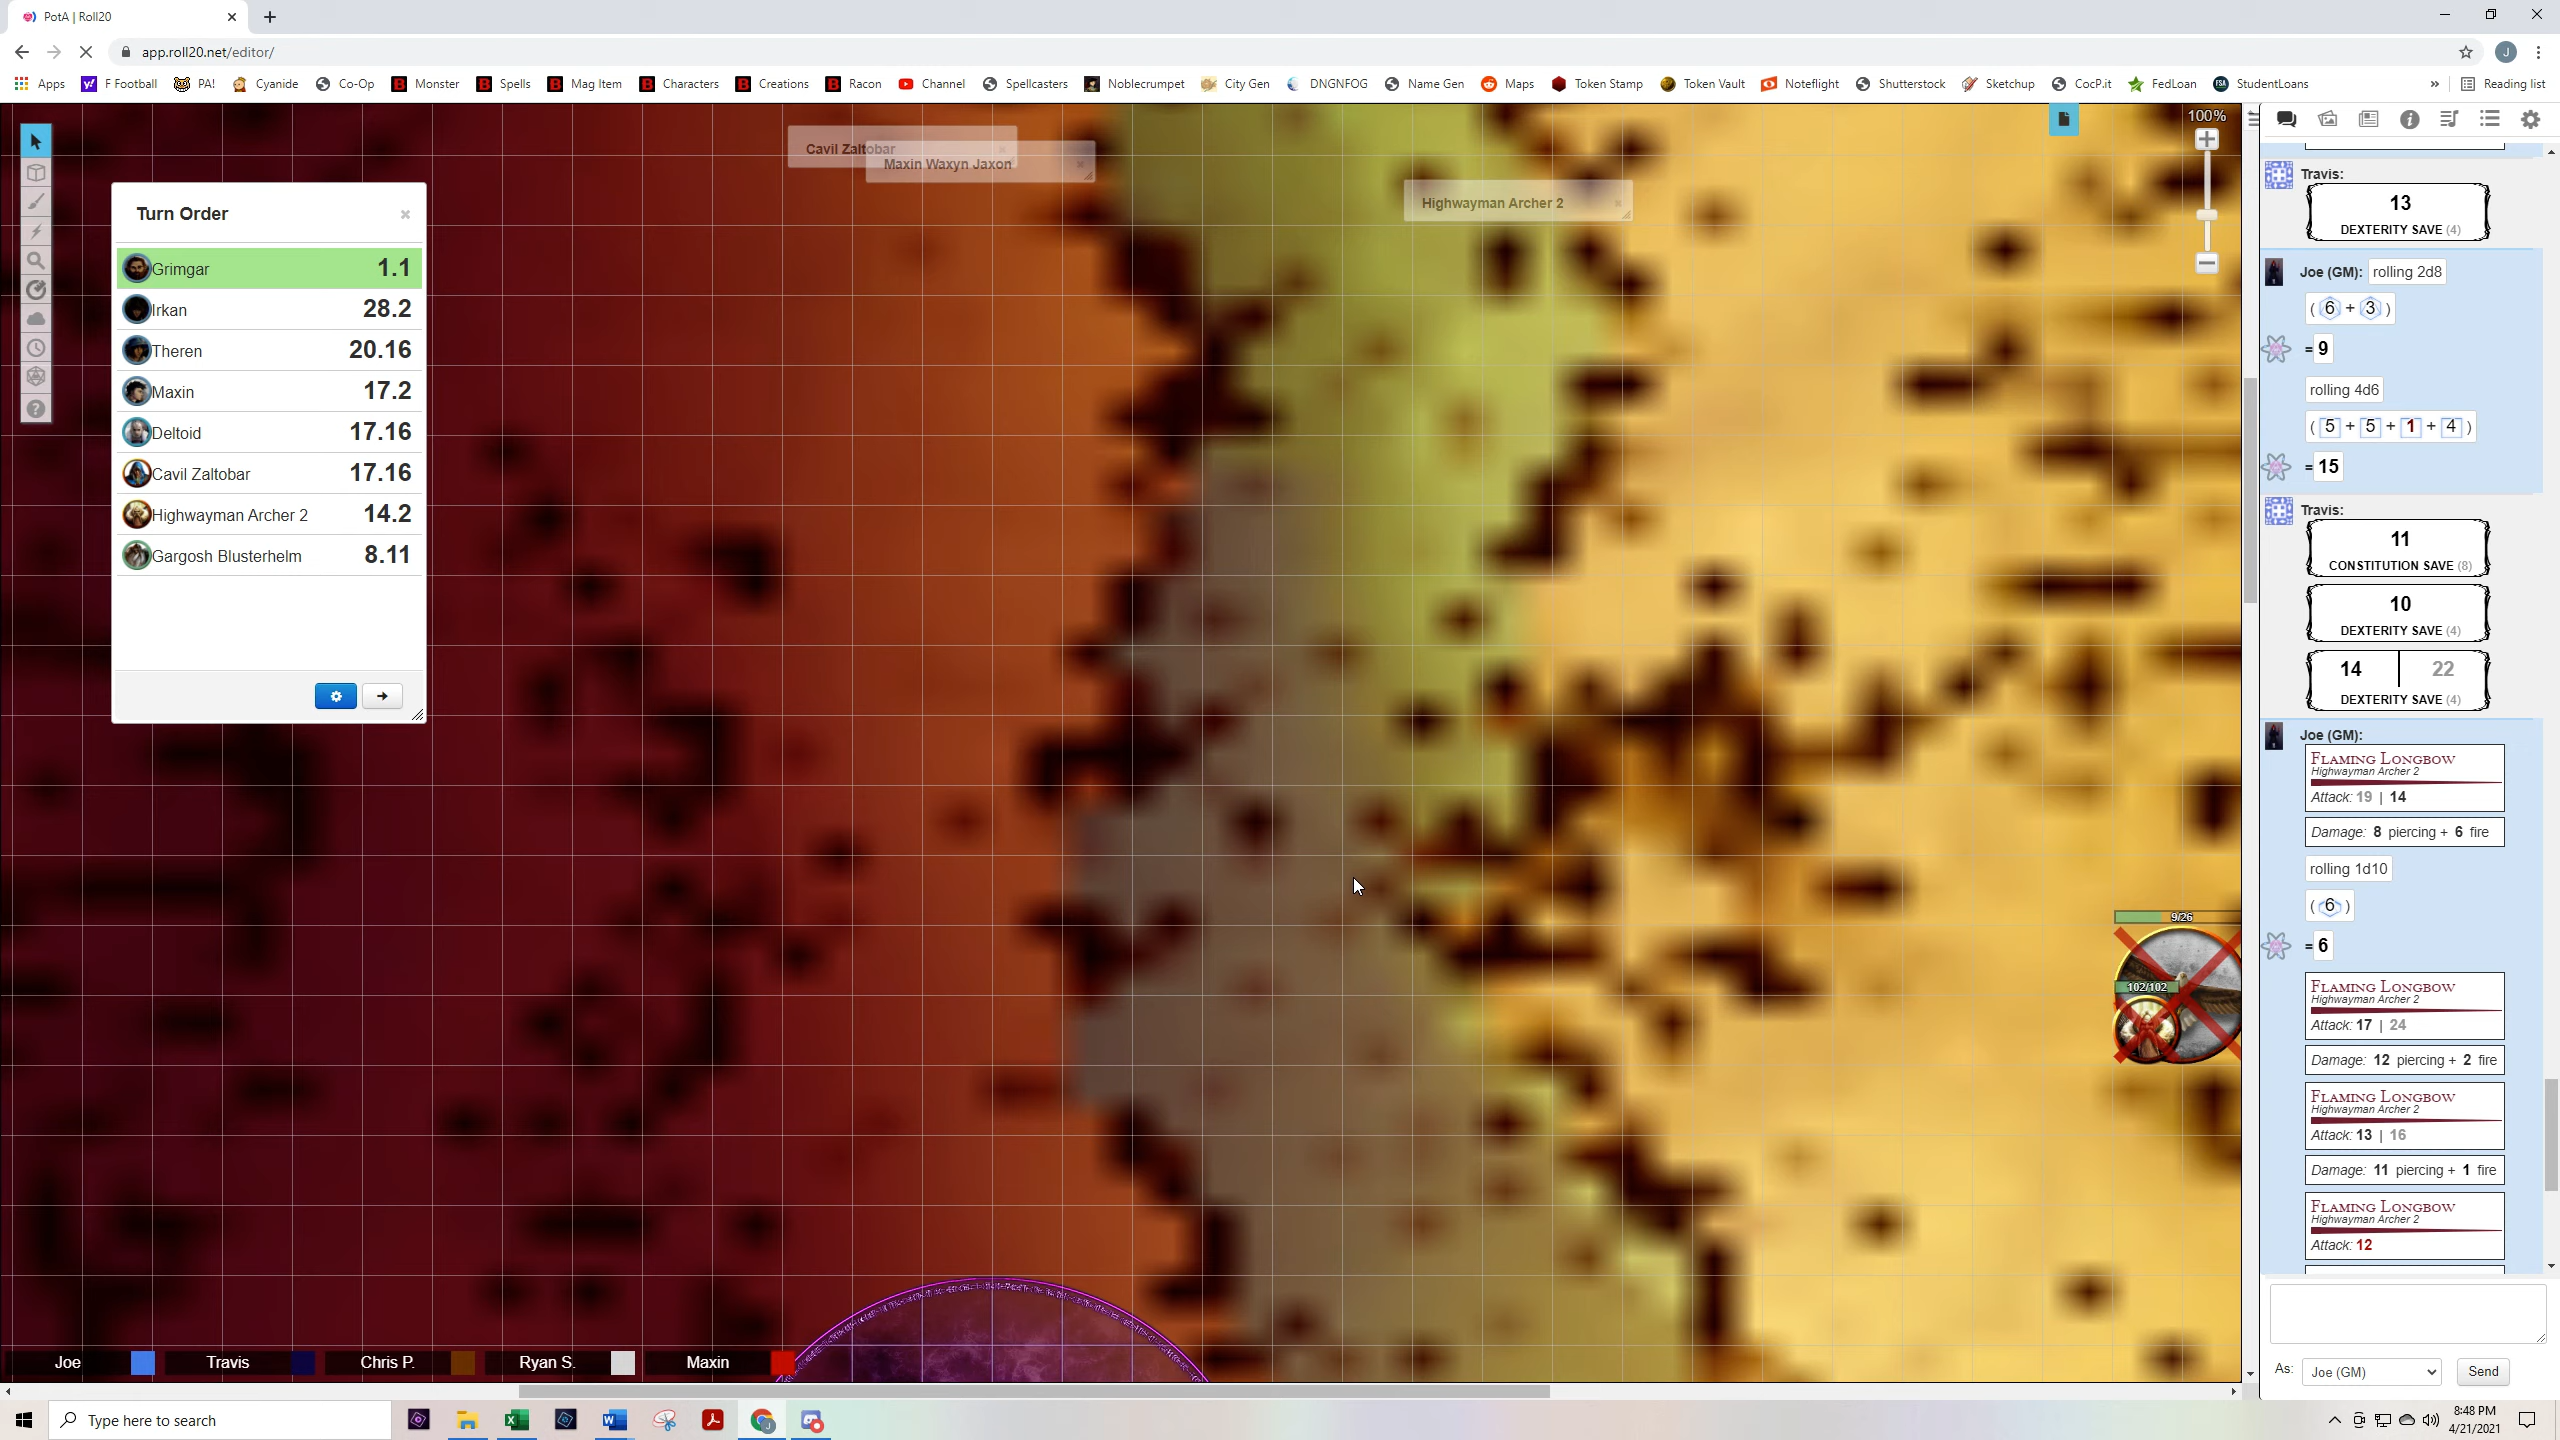 PotA | Roll20
app.roll20.net/editor/
Apps F Football PA! Cyanide Co-Op Monster Spells Mag Item Characters Creations Racon Channel Spellcasters Noblecrumpet City Gen DNGNFOG Name Gen Maps Token Stamp Token Vault Noteflight Shutterstock Sketchup CocP.it FedLoan StudentLoans » Reading list
100%
Cavil Zaltobar
Maxin Waxyn Jaxon
Highwayman Archer 2
Turn Order
Grimgar 1.1
Irkan 28.2
Theren 20.16
Maxin 17.2
Deltoid 17.16
Cavil Zaltobar 17.16
Highwayman Archer 2 14.2
Gargosh Blusterhelm 8.11
9/26
102/102
Joe
Travis
Chris P.
Ryan S.
Maxin
Travis:
13
DEXTERITY SAVE (4)
Joe (GM): rolling 2d8
(6 + 3)
= 9
rolling 4d6
(5 + 5 + 1 + 4)
= 15
Travis:
11
CONSTITUTION SAVE (8)
10
DEXTERITY SAVE (4)
14 | 22
DEXTERITY SAVE (4)
Joe (GM):
FLAMING LONGBOW
Highwayman Archer 2
Attack: 19 | 14
Damage: 8 piercing + 6 fire
rolling 1d10
(6)
= 6
FLAMING LONGBOW
Highwayman Archer 2
Attack: 17 | 24
Damage: 12 piercing + 2 fire
FLAMING LONGBOW
Highwayman Archer 2
Attack: 13 | 16
Damage: 11 piercing + 1 fire
FLAMING LONGBOW
Highwayman Archer 2
Attack: 12
As: Joe (GM) Send
Type here to search
8:48 PM
4/21/2021